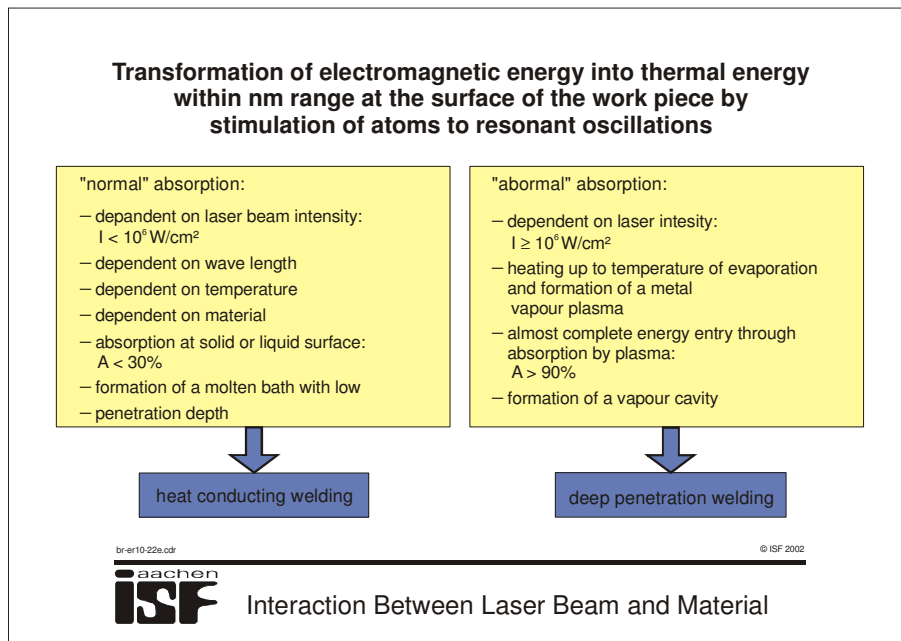 Transformation of electromagnetic energy into thermal energy
within nm range at the surface of the work piece by
stimulation of atoms to resonant oscillations
"normal" absorption:
– depandent on laser beam intensity:
I < 10⁶ W/cm²
– dependent on wave length
– dependent on temperature
– dependent on material
– absorption at solid or liquid surface:
A < 30%
– formation of a molten bath with low
– penetration depth
heat conducting welding
"abormal" absorption:
– dependent on laser intesity:
I ≥ 10⁶ W/cm²
– heating up to temperature of evaporation
and formation of a metal
vapour plasma
– almost complete energy entry through
absorption by plasma:
A > 90%
– formation of a vapour cavity
deep penetration welding
br-er10-22e.cdr
© ISF 2002
aachen
ISF
Interaction Between Laser Beam and Material